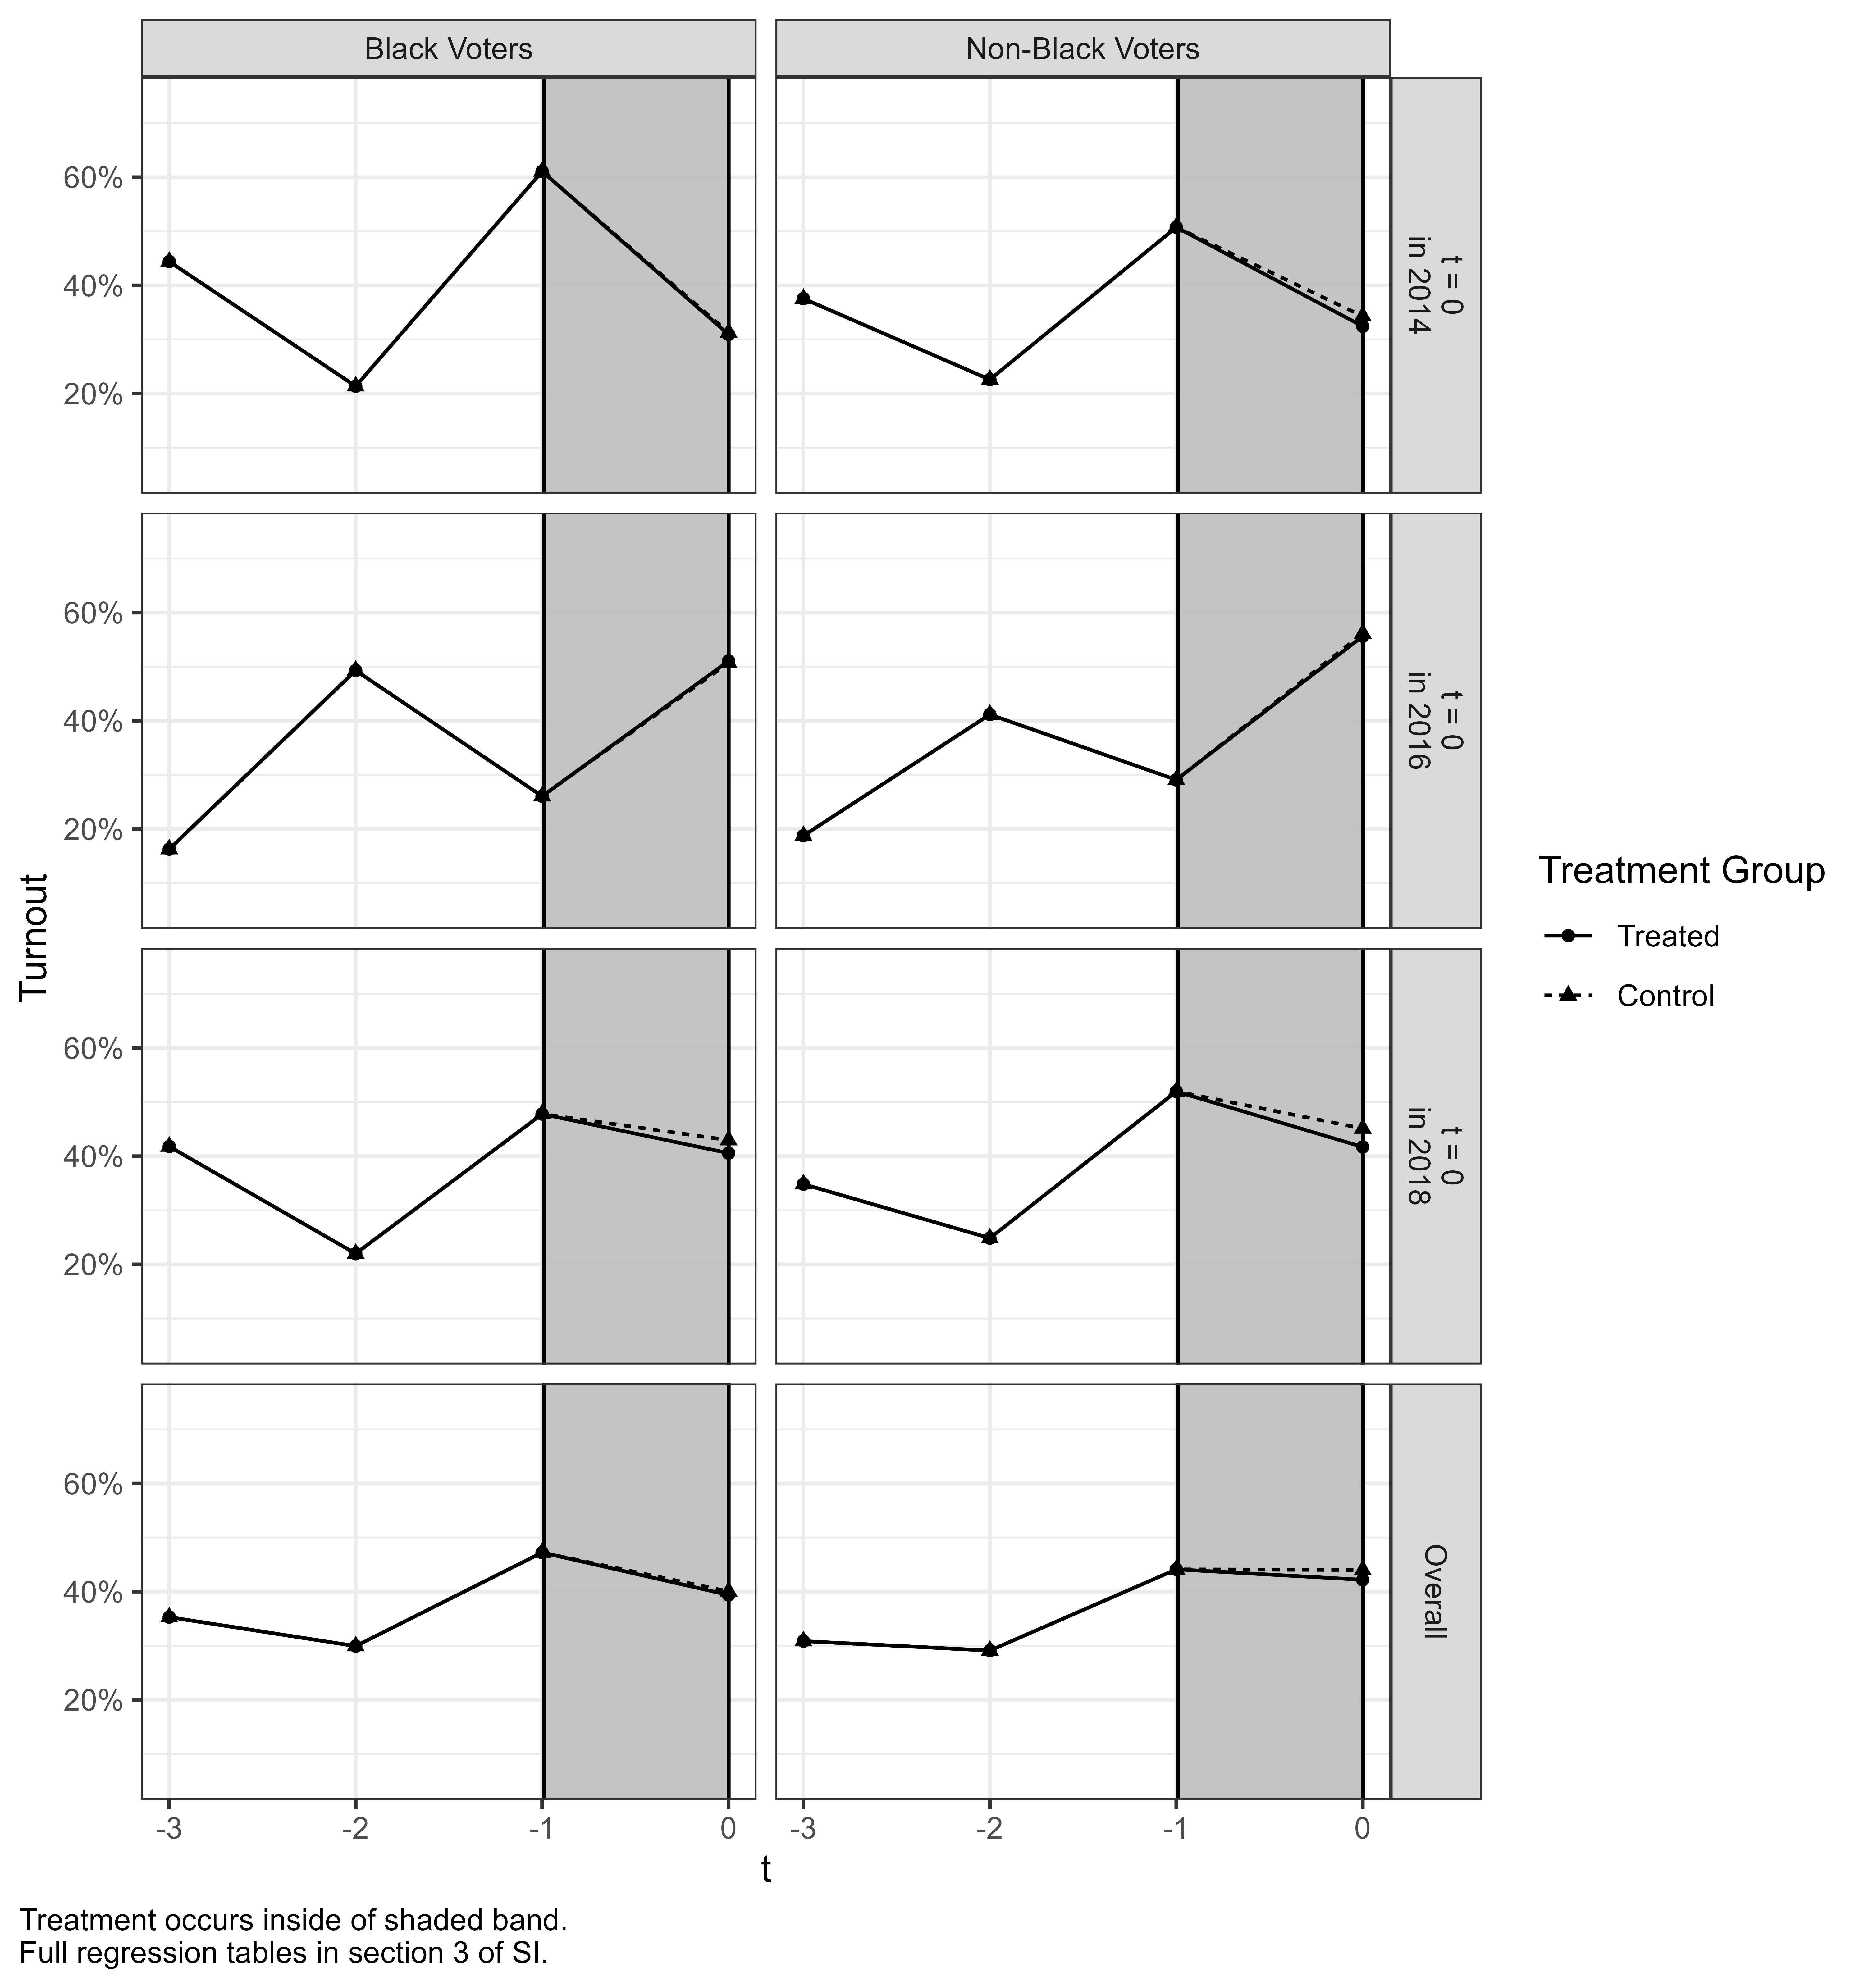 Black Voters
Non-Black Voters
60%
40%
20%
t = 0
in 2014
60%
40%
20%
t = 0
in 2016
60%
40%
20%
t = 0
in 2018
60%
40%
20%
Overall
-3
-2
-1
0
-3
-2
-1
0
t
Turnout
Treatment Group
Treated
Control
Treatment occurs inside of shaded band.
Full regression tables in section 3 of SI.